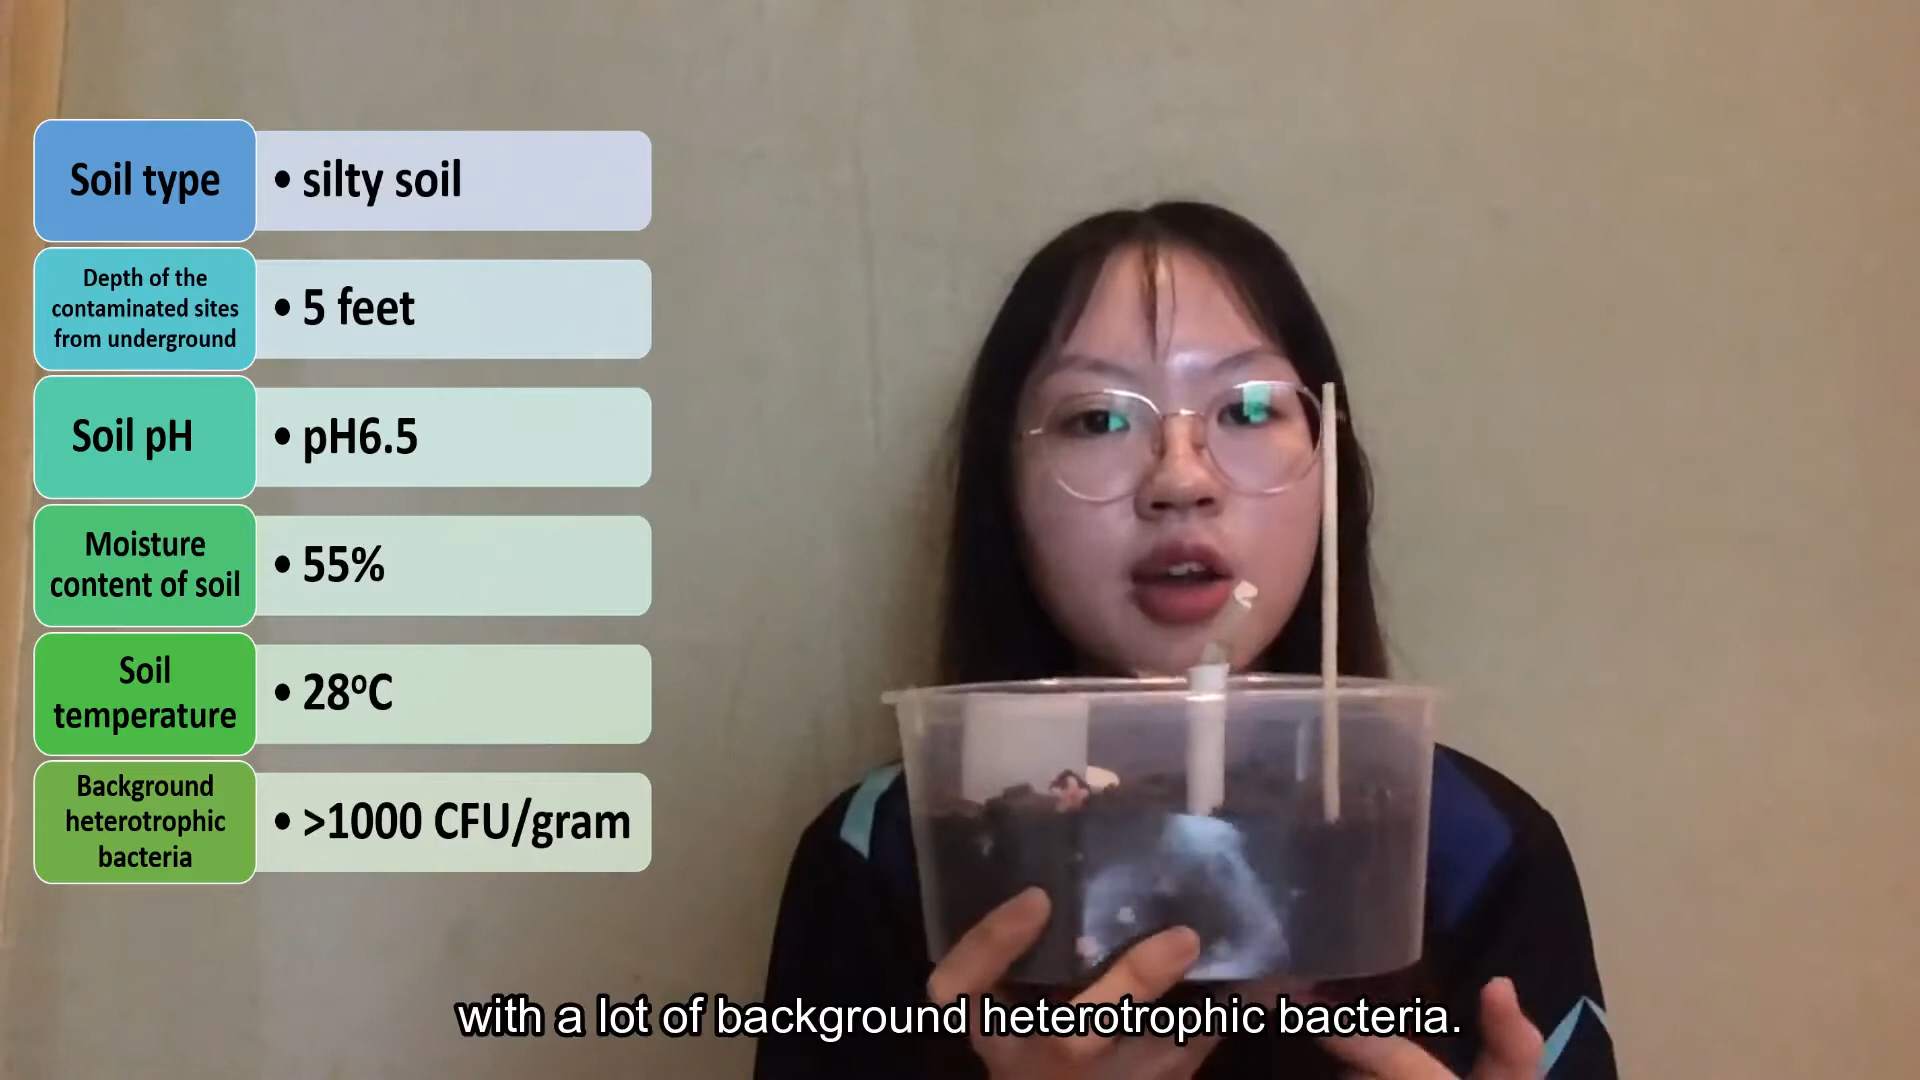 Soil type
• silty soil
Depth of the
contaminated sites
from underground
• 5 feet
Soil pH
• pH6.5
Moisture
content of soil
• 55%
Soil
temperature
• 28ºC
Background
heterotrophic
bacteria
• >1000 CFU/gram
with a lot of background heterotrophic bacteria.